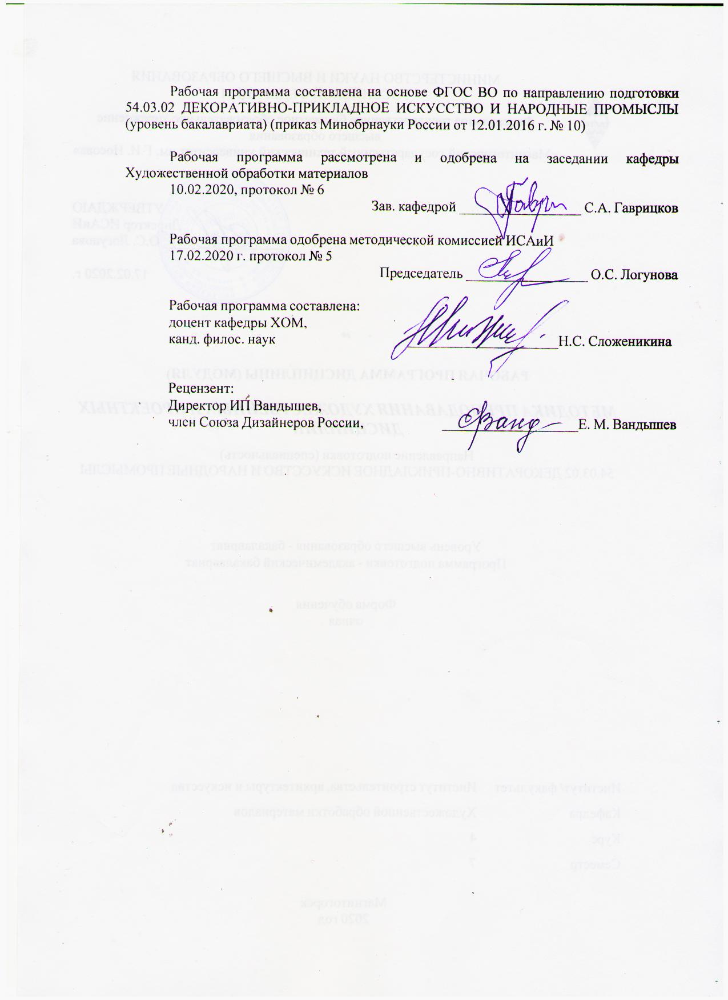 Рабочая программа составлена на основе ФГОС ВО по направлению подготовки
54.03.02 ДЕКОРАТИВНО-ПРИКЛАДНОЕ ИСКУССТВО И НАРОДНЫЕ ПРОМЫСЛЫ
(уровень бакалавриата) (приказ Минобрнауки России от 12.01.2016 г. № 10)
Рабочая программа рассмотрена и одобрена на заседании кафедры
Художественной обработки материалов
10.02.2020, протокол № 6
Зав. кафедрой ________________ С.А. Гаврицков
Рабочая программа одобрена методической комиссией ИСАиИ
17.02.2020 г. протокол № 5
Председатель ________________ О.С. Логунова
Рабочая программа составлена:
доцент кафедры ХОМ,
канд. филос. наук ____________________Н.С. Сложеникина
Рецензент:
Директор ИП Вандышев,
член Союза Дизайнеров России, __________________Е. М. Вандышев